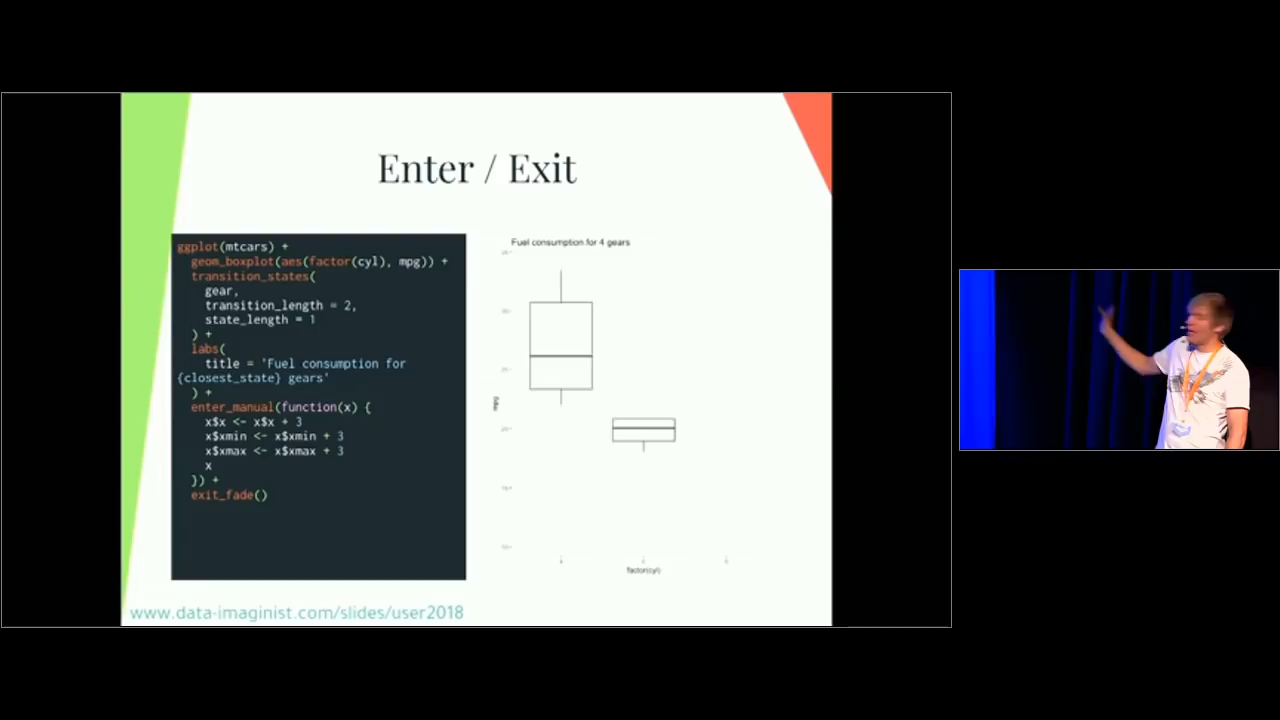 Enter / Exit
ggplot(mtcars) +
geom_boxplot(aes(factor(cyl), mpg)) +
transition_states(
gear,
transition_length = 2,
state_length = 1
) +
labs(
title = 'Fuel consumption for
{closest_state} gears'
) +
enter_manual(function(x) {
x$x <- x$x + 3
x$xmin <- x$xmin + 3
x$xmax <- x$xmax + 3
x
}) +
exit_fade()
Fuel consumption for 4 gears
mpg
factor(cyl)
www.data-imaginist.com/slides/user2018